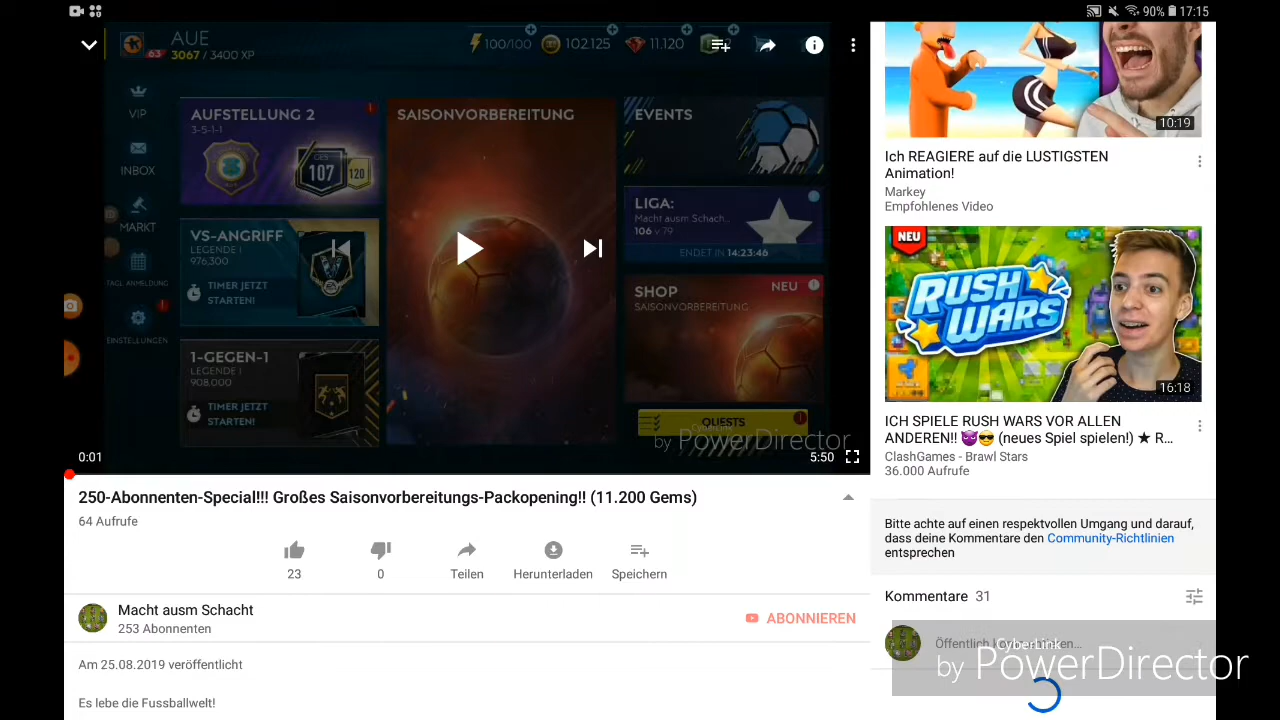 90% 17:15
AUE
63 3067 / 3400 XP
100/100 102.125 11.120
VIP
INBOX
MARKT
TÄGL. ANMELDUNG
EINSTELLUNGEN
AUFSTELLUNG 2
3-5-1-1
GES
107 120
VS-ANGRIFF
LEGENDE 1
976,300
TIMER JETZT
STARTEN!
1-GEGEN-1
LEGENDE 1
908.000
TIMER JETZT
STARTEN!
SAISONVORBEREITUNG
EVENTS
LIGA:
Macht ausm Schach..
106 v 79
ENDET IN 14:23:46
SHOP NEU
SAISONVORBEREITUNG
QUESTS
CyberLink
by PowerDirector
0:01 5:50
250-Abonnenten-Special!!! Großes Saisonvorbereitungs-Packopening!! (11.200 Gems)
64 Aufrufe
23 0 Teilen Herunterladen Speichern
Macht ausm Schacht
253 Abonnenten
ABONNIEREN
Am 25.08.2019 veröffentlicht
Es lebe die Fussballwelt!
10:19
Ich REAGIERE auf die LUSTIGSTEN
Animation!
Markey
Empfohlenes Video
NEU
RUSH
WARS
16:18
ICH SPIELE RUSH WARS VOR ALLEN
ANDEREN!! 😈😎 (neues Spiel spielen!) ★ R...
ClashGames - Brawl Stars
36.000 Aufrufe
Bitte achte auf einen respektvollen Umgang und darauf,
dass deine Kommentare den Community-Richtlinien
entsprechen
Kommentare 31
Öffentlich
CyberLink
by PowerDirector